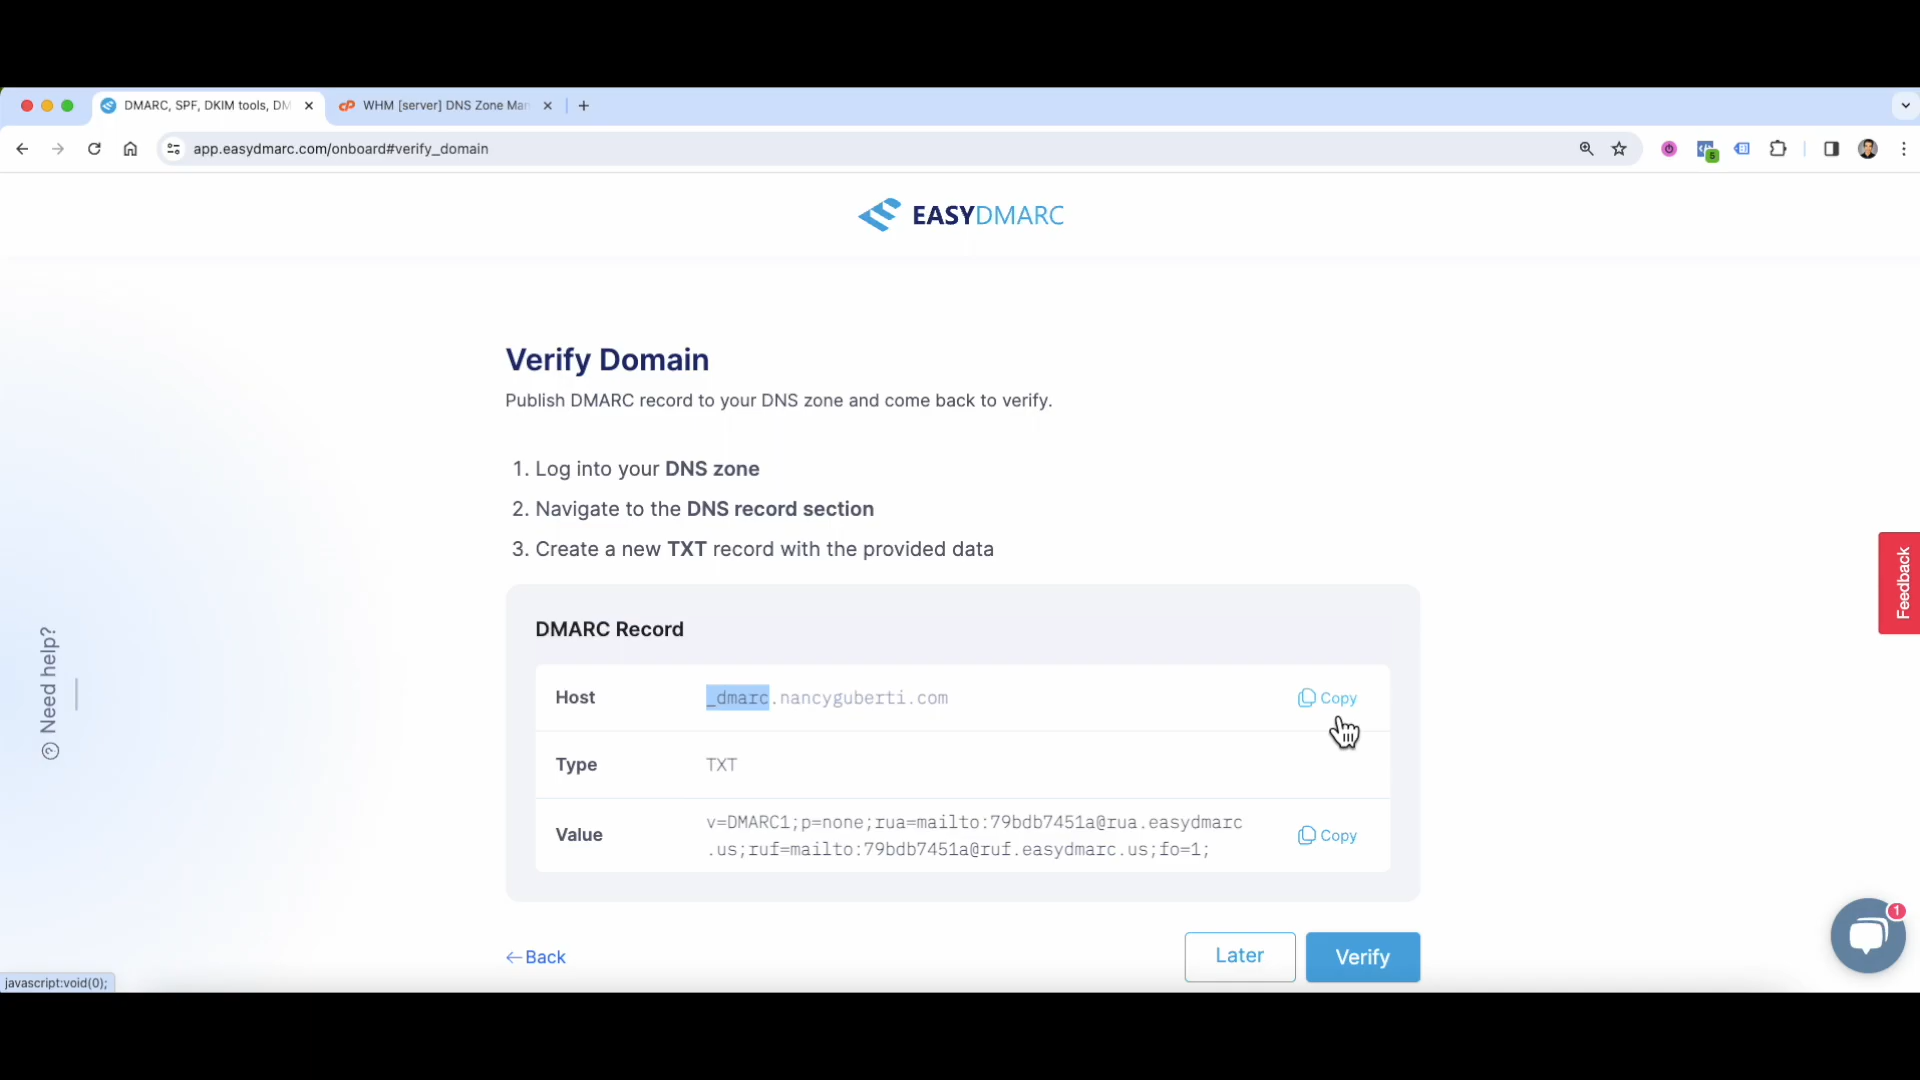 DMARC, SPF, DKIM tools, DM
WHM [server] DNS Zone Man
app.easydmarc.com/onboard#verify_domain
S
EASYDMARC
Verify Domain
Publish DMARC record to your DNS zone and come back to verify.
1. Log into your DNS zone
2. Navigate to the DNS record section
3. Create a new TXT record with the provided data
DMARC Record
Host
_dmarc.nancyguberti.com
Copy
Type
TXT
Value
v=DMARC1;p=none;rua=mailto:79bdb7451a@rua.easydmarc
.us;ruf=mailto:79bdb7451a@ruf.easydmarc.us;fo=1;
Copy
Back
Later
Verify
Need help?
Feedback
1
javascript:void(0);